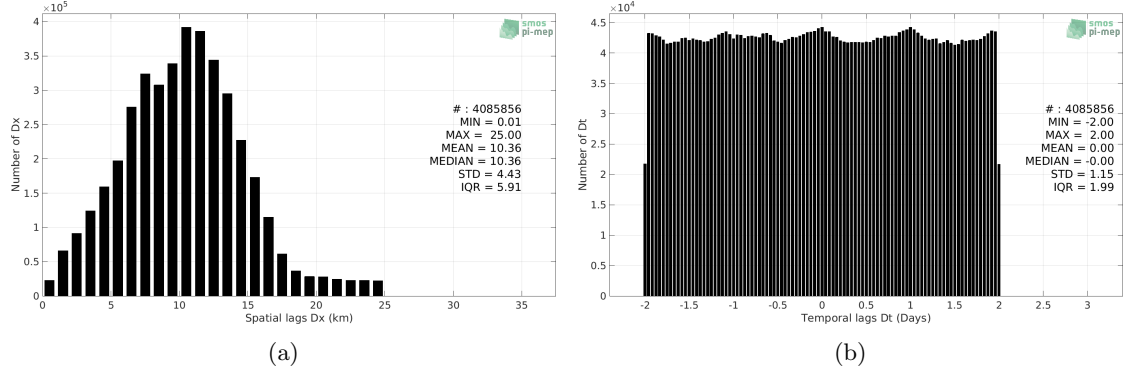 ×10⁵
4
3.5
3
2.5
2
1.5
1
0.5
0
0 5 10 15 20 25 30 35
Number of Dx
Spatial lags Dx (km)
smos
pi-mep
# : 4085856
MIN = 0.01
MAX = 25.00
MEAN = 10.36
MEDIAN = 10.36
STD = 4.43
IQR = 5.91
(a)
×10⁴
4.5
4
3.5
3
2.5
2
1.5
1
0.5
0
-2 -1.5 -1 -0.5 0 0.5 1 1.5 2 2.5 3
Number of Dt
Temporal lags Dt (Days)
smos
pi-mep
# : 4085856
MIN = -2.00
MAX = 2.00
MEAN = 0.00
MEDIAN = -0.00
STD = 1.15
IQR = 1.99
(b)